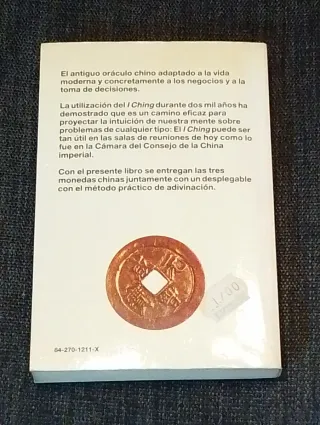 El antiguo oráculo chino adaptado a la vida
moderna y concretamente a los negocios y a la
toma de decisiones.
La utilización del I Ching durante dos mil años ha
demostrado que es un camino eficaz para
proyectar la intuición de nuestra mente sobre
problemas de cualquier tipo: El I Ching puede ser
tan útil en las salas de reuniones de hoy como lo
fue en la Cámara del Consejo de la China
imperial.
Con el presente libro se entregan las tres
monedas chinas juntamente con un desplegable
con el método práctico de adivinación.
84-270-1211-X